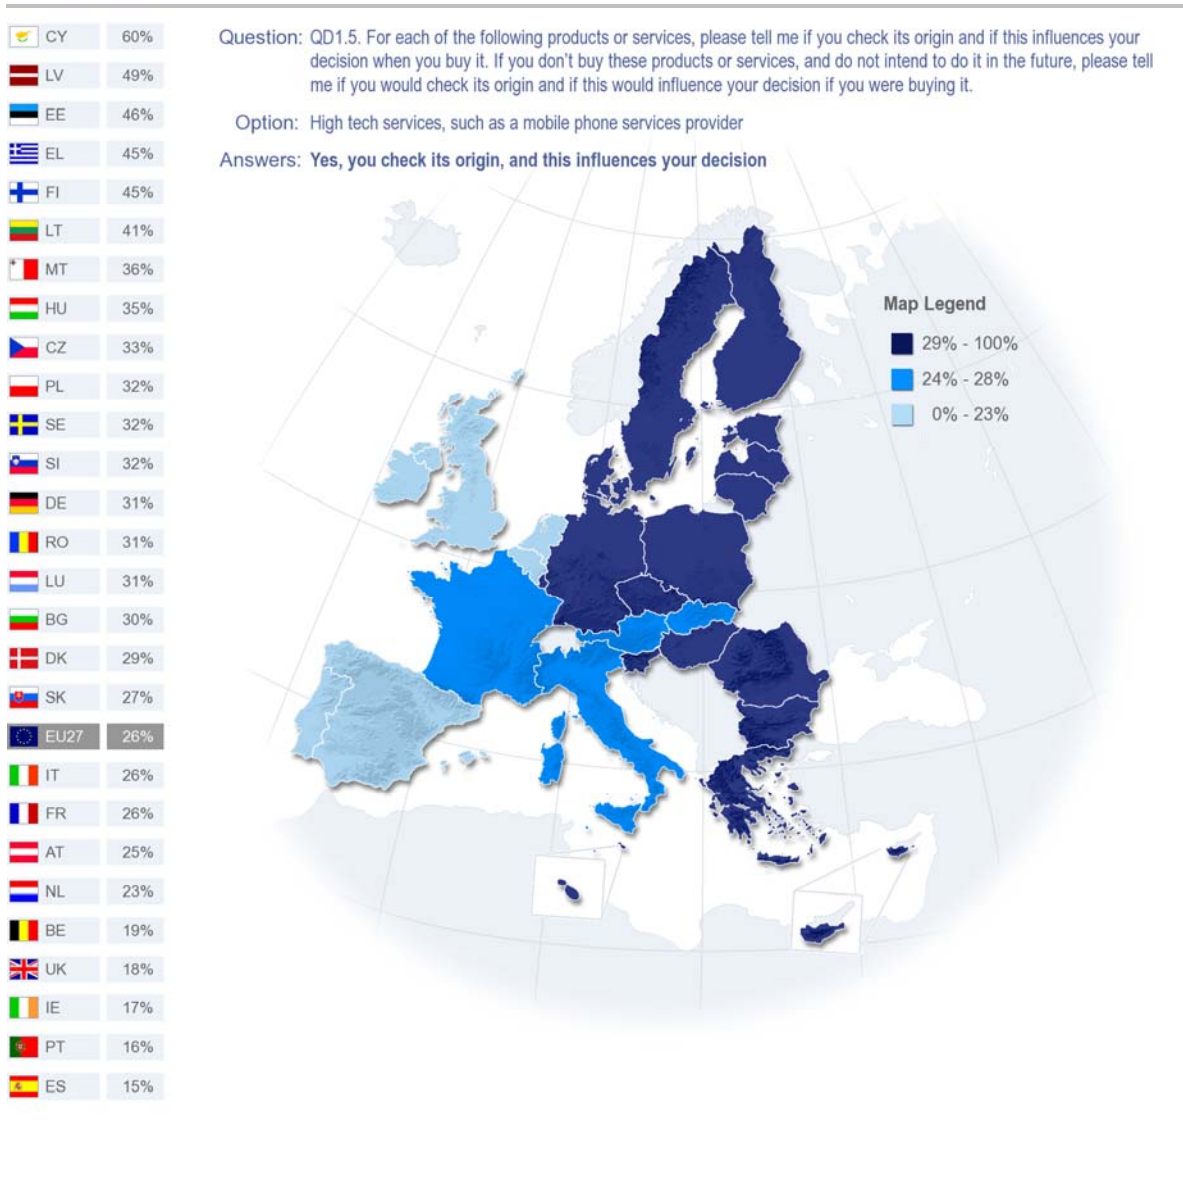 CY 60%
LV 49%
EE 46%
EL 45%
FI 45%
LT 41%
MT 36%
HU 35%
CZ 33%
PL 32%
SE 32%
SI 32%
DE 31%
RO 31%
LU 31%
BG 30%
DK 29%
SK 27%
EU27 26%
IT 26%
FR 26%
AT 25%
NL 23%
BE 19%
UK 18%
IE 17%
PT 16%
ES 15%
Question: QD1.5. For each of the following products or services, please tell me if you check its origin and if this influences your
decision when you buy it. If you don't buy these products or services, and do not intend to do it in the future, please tell
me if you would check its origin and if this would influence your decision if you were buying it.
Option: High tech services, such as a mobile phone services provider
Answers: Yes, you check its origin, and this influences your decision
Map Legend
29% - 100%
24% - 28%
0% - 23%